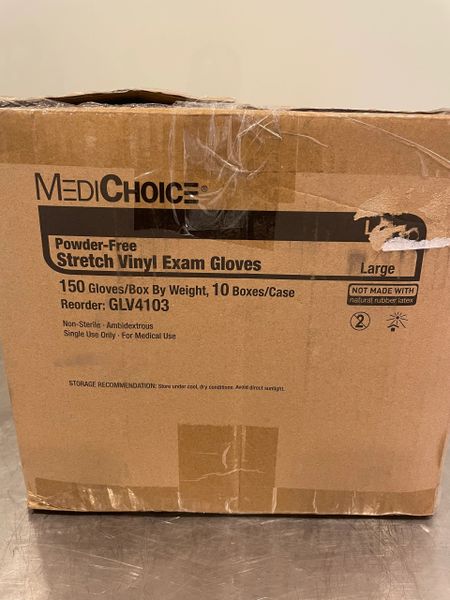 MEDICHOICE®
Powder-Free
Stretch Vinyl Exam Gloves
Large
150 Gloves/Box By Weight, 10 Boxes/Case
NOT MADE WITH
natural rubber latex
Reorder: GLV4103
2
Non-Sterile · Ambidextrous
Single Use Only · For Medical Use
STORAGE RECOMMENDATION: Store under cool, dry conditions. Avoid direct sunlight.